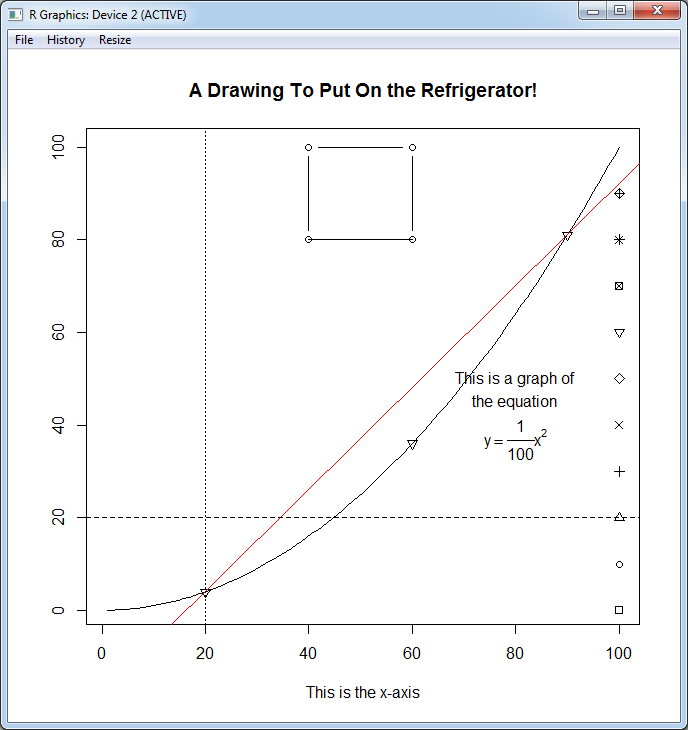 R Graphics: Device 2 (ACTIVE)
File History Resize
A Drawing To Put On the Refrigerator!
100
80
60
40
20
0
This is a graph of
the equation
y = 1/100 x²
0 20 40 60 80 100
This is the x-axis